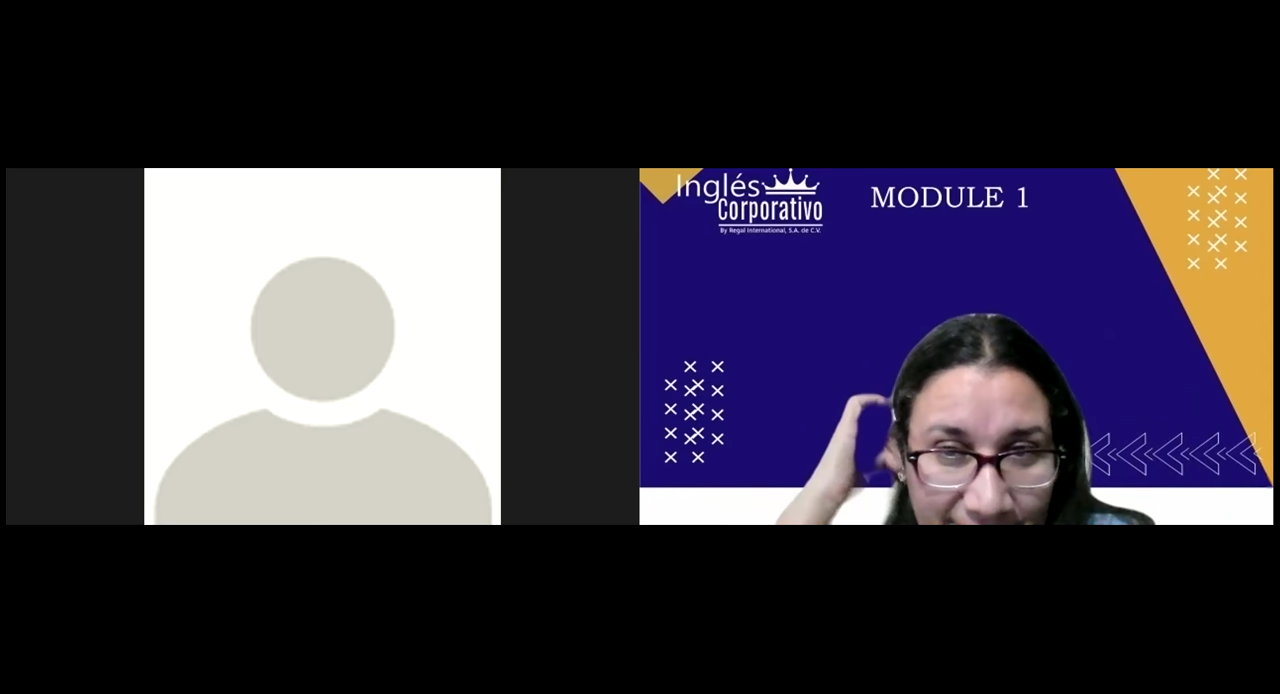 Inglés
Corporativo
By Regal International, S.A. de C.V.
MODULE 1